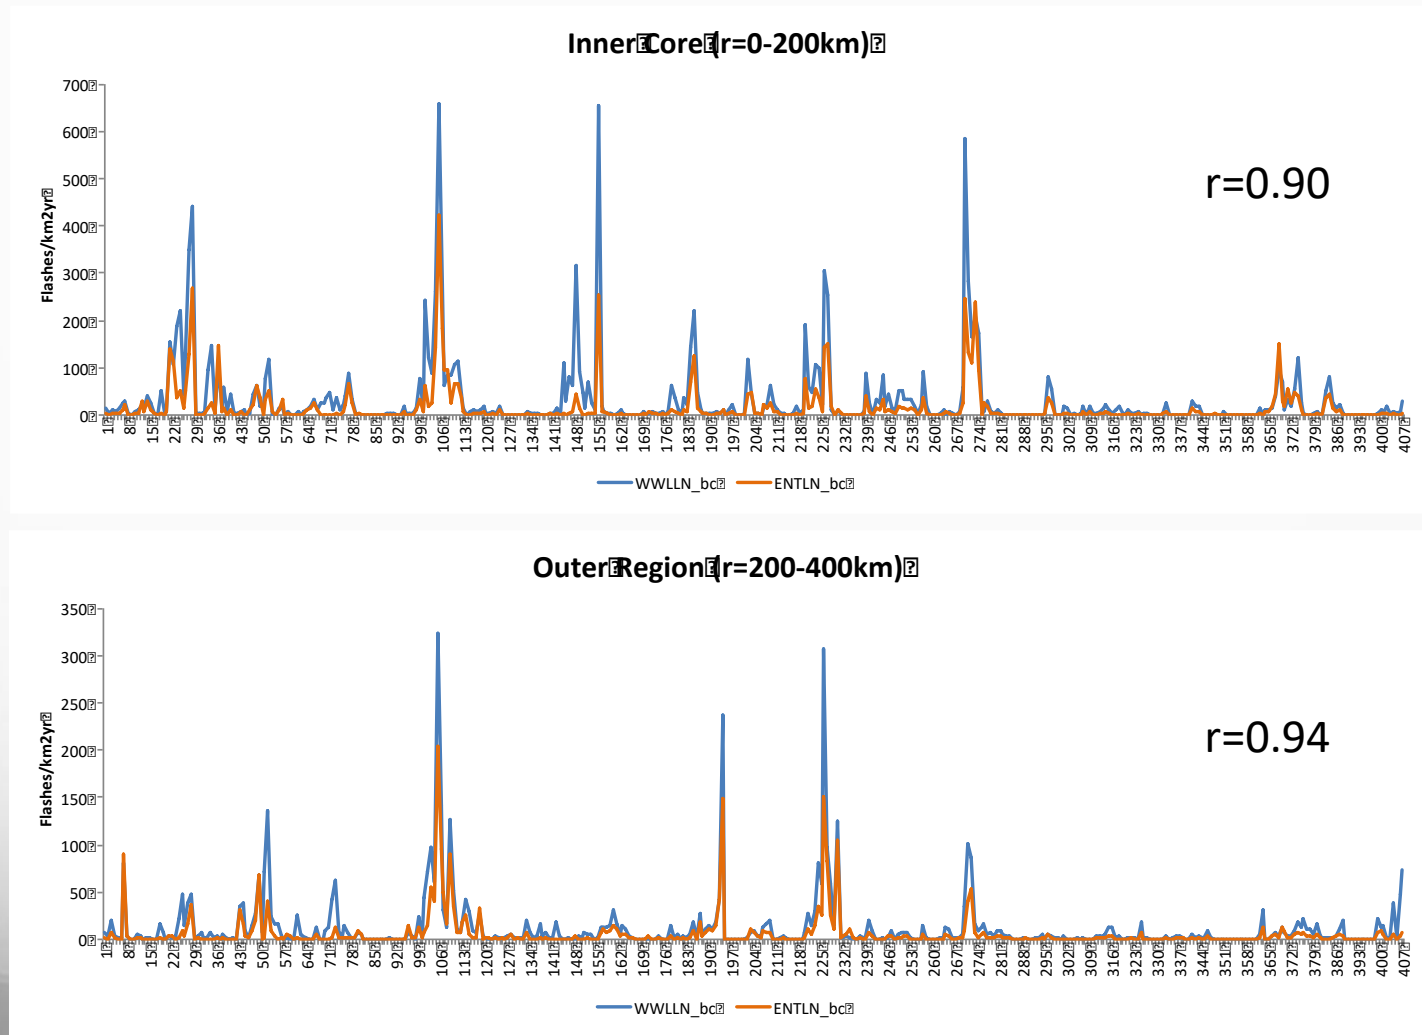 Inner⍰Core⍰(r=0-200km)⍰
Flashes/km2yr⍰
700⍰
600⍰
500⍰
400⍰
300⍰
200⍰
100⍰
0⍰
r=0.90
1⍰ 8⍰ 15⍰ 22⍰ 29⍰ 36⍰ 43⍰ 50⍰ 57⍰ 64⍰ 71⍰ 78⍰ 85⍰ 92⍰ 99⍰ 106⍰ 113⍰ 120⍰ 127⍰ 134⍰ 141⍰ 148⍰ 155⍰ 162⍰ 169⍰ 176⍰ 183⍰ 190⍰ 197⍰ 204⍰ 211⍰ 218⍰ 225⍰ 232⍰ 239⍰ 246⍰ 253⍰ 260⍰ 267⍰ 274⍰ 281⍰ 288⍰ 295⍰ 302⍰ 309⍰ 316⍰ 323⍰ 330⍰ 337⍰ 344⍰ 351⍰ 358⍰ 365⍰ 372⍰ 379⍰ 386⍰ 393⍰ 400⍰ 407⍰
WWLLN_bc⍰ ENTLN_bc⍰
Outer⍰Region⍰(r=200-400km)⍰
Flashes/km2yr⍰
350⍰
300⍰
250⍰
200⍰
150⍰
100⍰
50⍰
0⍰
r=0.94
1⍰ 8⍰ 15⍰ 22⍰ 29⍰ 36⍰ 43⍰ 50⍰ 57⍰ 64⍰ 71⍰ 78⍰ 85⍰ 92⍰ 99⍰ 106⍰ 113⍰ 120⍰ 127⍰ 134⍰ 141⍰ 148⍰ 155⍰ 162⍰ 169⍰ 176⍰ 183⍰ 190⍰ 197⍰ 204⍰ 211⍰ 218⍰ 225⍰ 232⍰ 239⍰ 246⍰ 253⍰ 260⍰ 267⍰ 274⍰ 281⍰ 288⍰ 295⍰ 302⍰ 309⍰ 316⍰ 323⍰ 330⍰ 337⍰ 344⍰ 351⍰ 358⍰ 365⍰ 372⍰ 379⍰ 386⍰ 393⍰ 400⍰ 407⍰
WWLLN_bc⍰ ENTLN_bc⍰